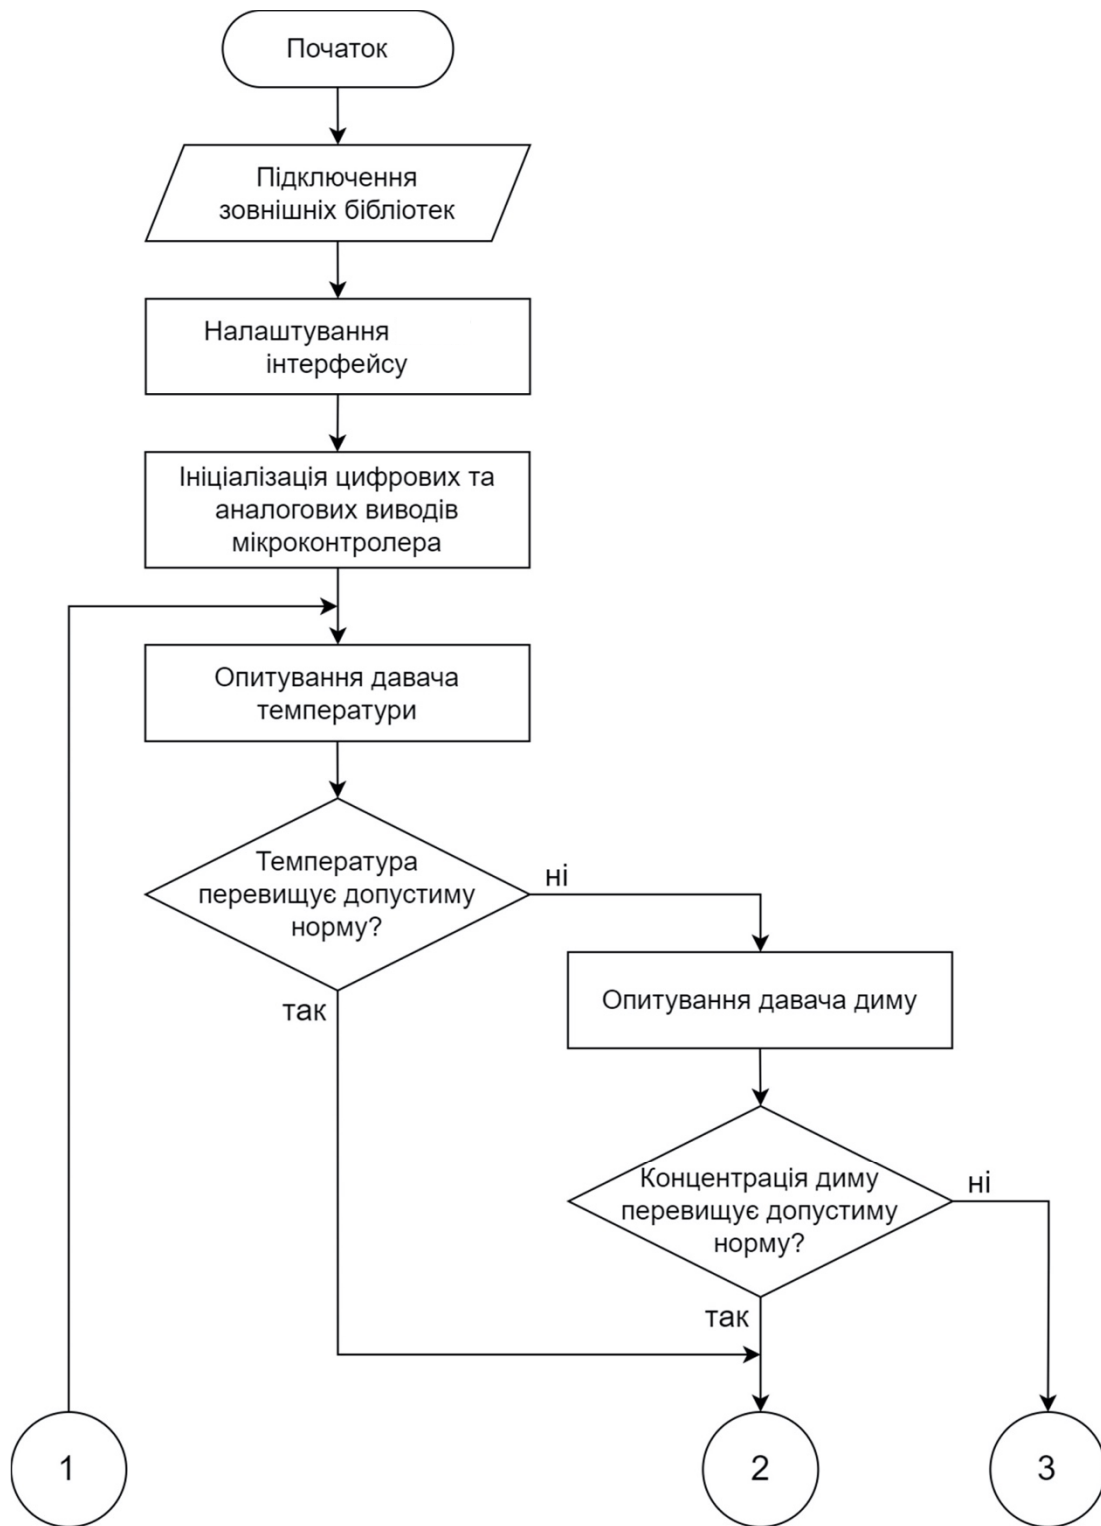 Початок
Підключення
зовнішніх бібліотек
Налаштування
інтерфейсу
Ініціалізація цифрових та
аналогових виводів
мікроконтролера
Опитування давача
температури
Температура
перевищує допустиму
норму?
ні
так
Опитування давача диму
Концентрація диму
перевищує допустиму
норму?
ні
так
1
2
3